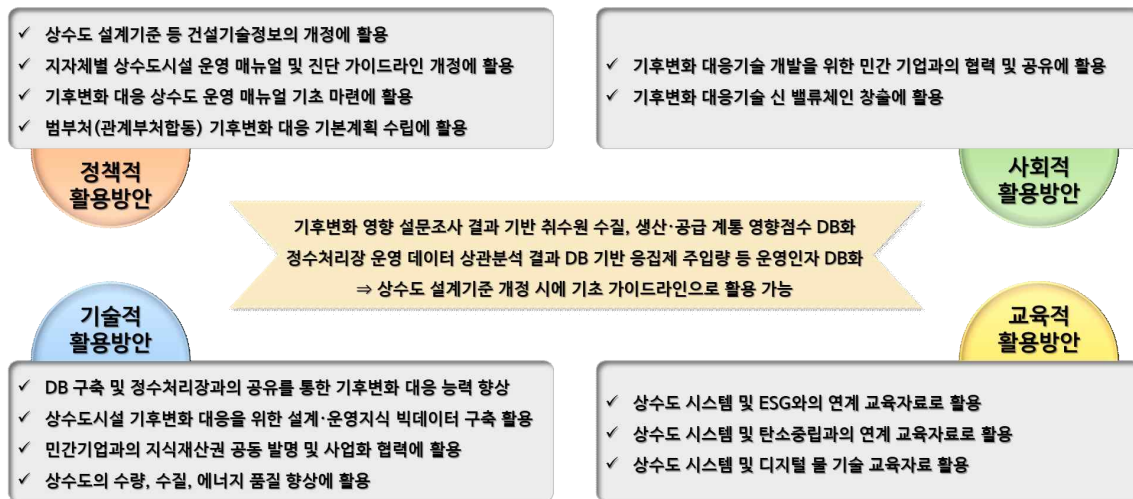 ✓ 상수도 설계기준 등 건설기술정보의 개정에 활용
✓ 지자체별 상수도시설 운영 매뉴얼 및 진단 가이드라인 개정에 활용
✓ 기후변화 대응 상수도 운영 매뉴얼 기초 마련에 활용
✓ 범부처(관계부처합동) 기후변화 대응 기본계획 수립에 활용
정책적
활용방안
✓ 기후변화 대응기술 개발을 위한 민간 기업과의 협력 및 공유에 활용
✓ 기후변화 대응기술 신 밸류체인 창출에 활용
사회적
활용방안
기후변화 영향 설문조사 결과 기반 취수원 수질, 생산·공급 계통 영향점수 DB화
정수처리장 운영 데이터 상관분석 결과 DB 기반 응집제 주입량 등 운영인자 DB화
⇒ 상수도 설계기준 개정 시에 기초 가이드라인으로 활용 가능
기술적
활용방안
✓ DB 구축 및 정수처리장과의 공유를 통한 기후변화 대응 능력 향상
✓ 상수도시설 기후변화 대응을 위한 설계·운영지식 빅데이터 구축 활용
✓ 민간기업과의 지식재산권 공동 발명 및 사업화 협력에 활용
✓ 상수도의 수량, 수질, 에너지 품질 향상에 활용
교육적
활용방안
✓ 상수도 시스템 및 ESG와의 연계 교육자료로 활용
✓ 상수도 시스템 및 탄소중립과의 연계 교육자료로 활용
✓ 상수도 시스템 및 디지털 물 기술 교육자료 활용